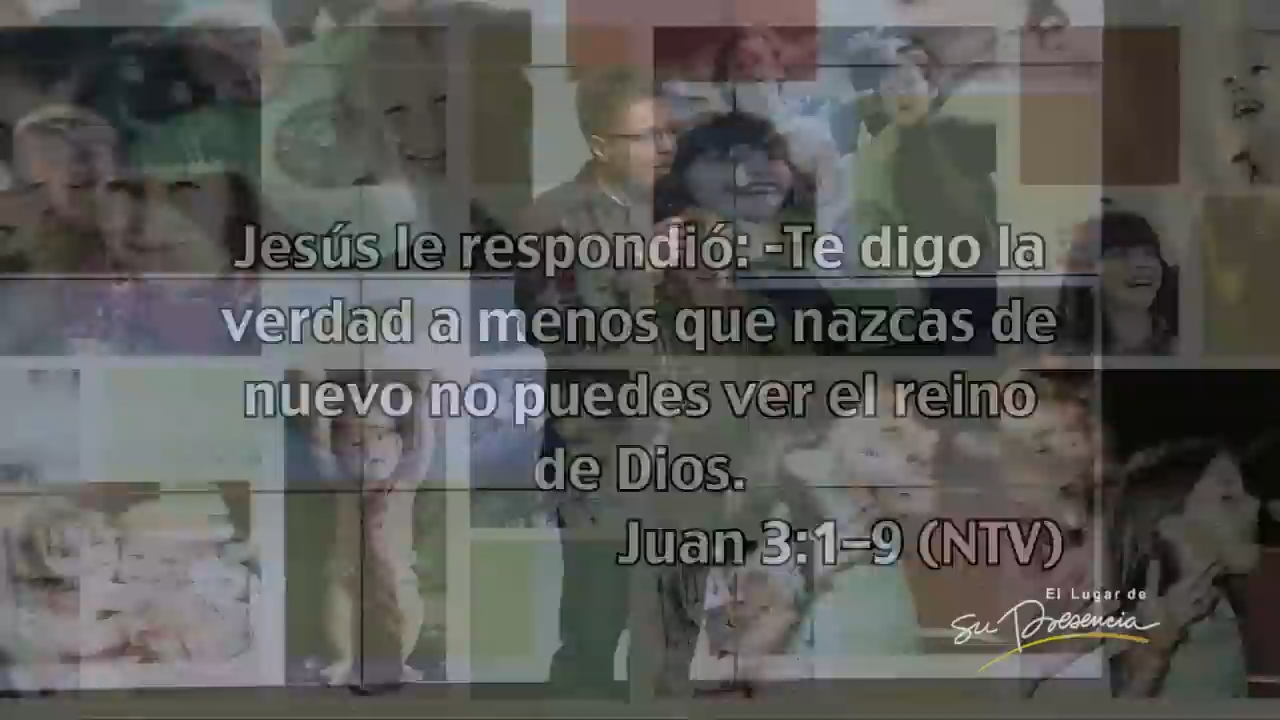 Jesús le respondió: -Te digo la
verdad a menos que nazcas de
nuevo no puedes ver el reino
de Dios.
Juan 3:1–9 (NTV)
El Lugar de
Su Presencia